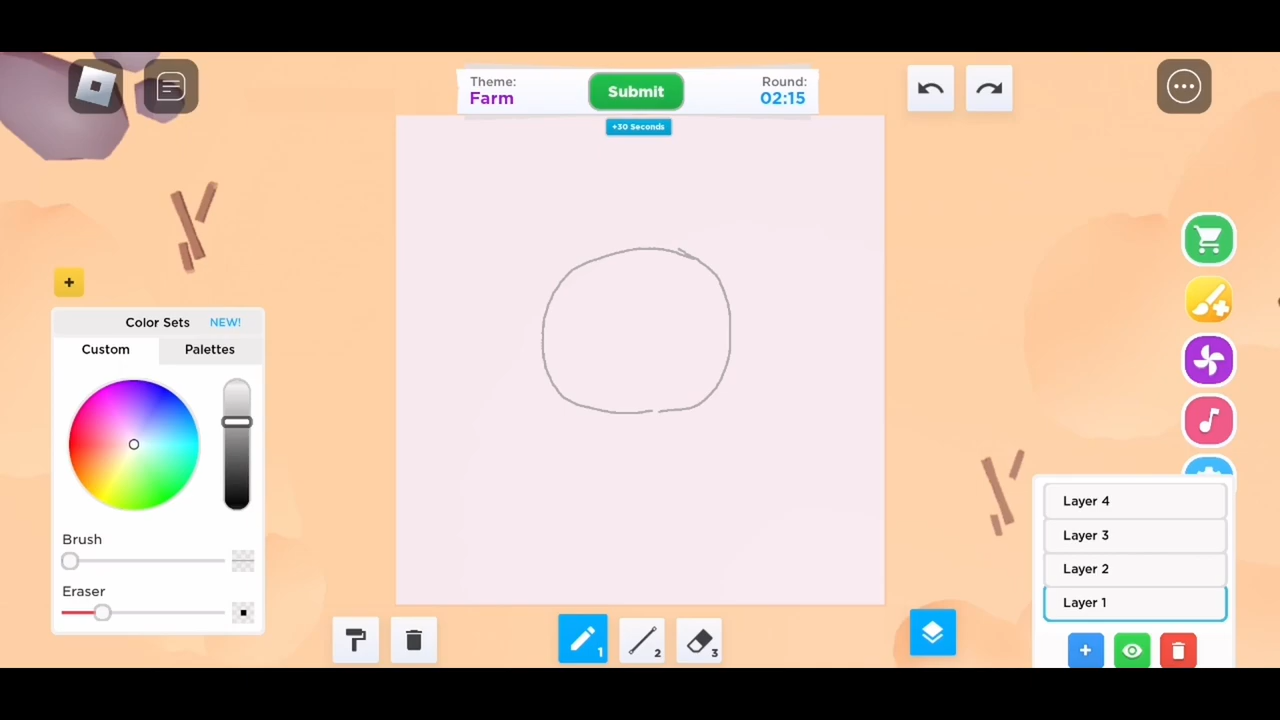 Theme:
Farm
Submit
Round:
02:15
+30 Seconds
+
Color Sets NEW!
Custom Palettes
Brush
Eraser
Layer 4
Layer 3
Layer 2
Layer 1
1
2
3
+